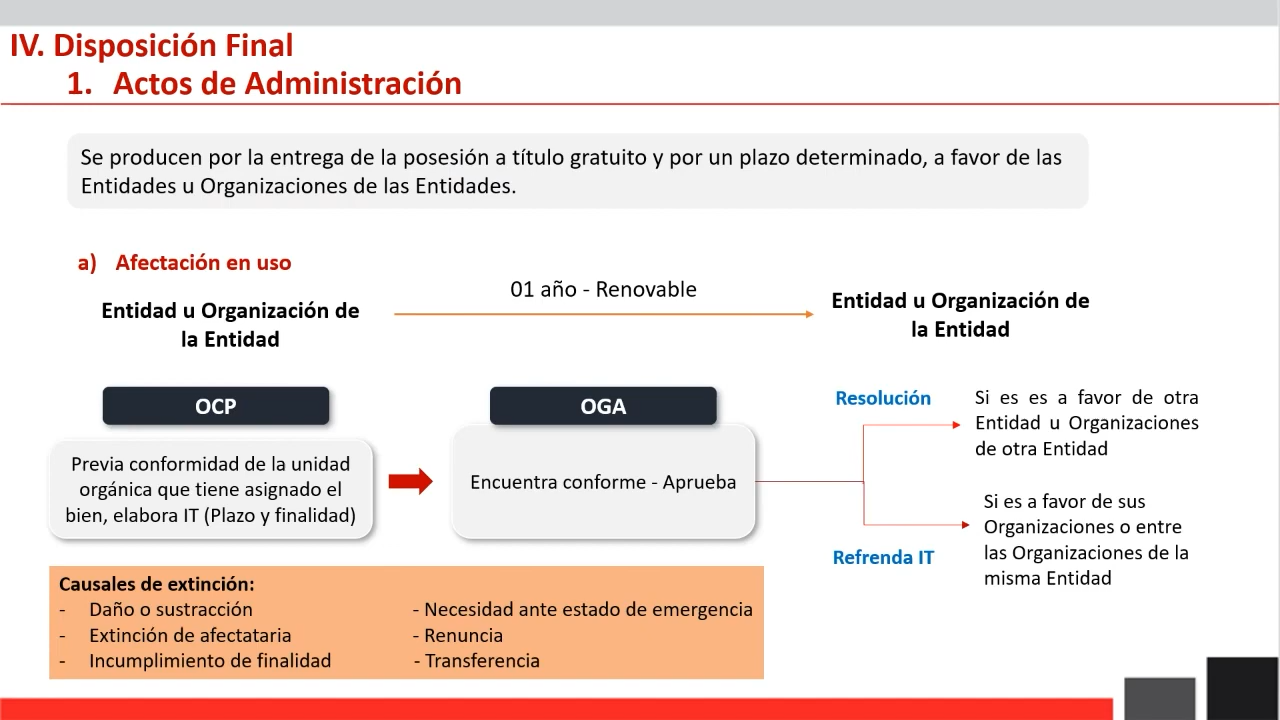 IV. Disposición Final
1. Actos de Administración
Se producen por la entrega de la posesión a título gratuito y por un plazo determinado, a favor de las
Entidades u Organizaciones de las Entidades.
a) Afectación en uso
Entidad u Organización de
la Entidad
01 año - Renovable
Entidad u Organización de
la Entidad
OCP
Previa conformidad de la unidad
orgánica que tiene asignado el
bien, elabora IT (Plazo y finalidad)
OGA
Encuentra conforme - Aprueba
Resolución
Si es es a favor de otra
Entidad u Organizaciones
de otra Entidad
Refrenda IT
Si es a favor de sus
Organizaciones o entre
las Organizaciones de la
misma Entidad
Causales de extinción:
- Daño o sustracción
- Extinción de afectataria
- Incumplimiento de finalidad
- Necesidad ante estado de emergencia
- Renuncia
- Transferencia